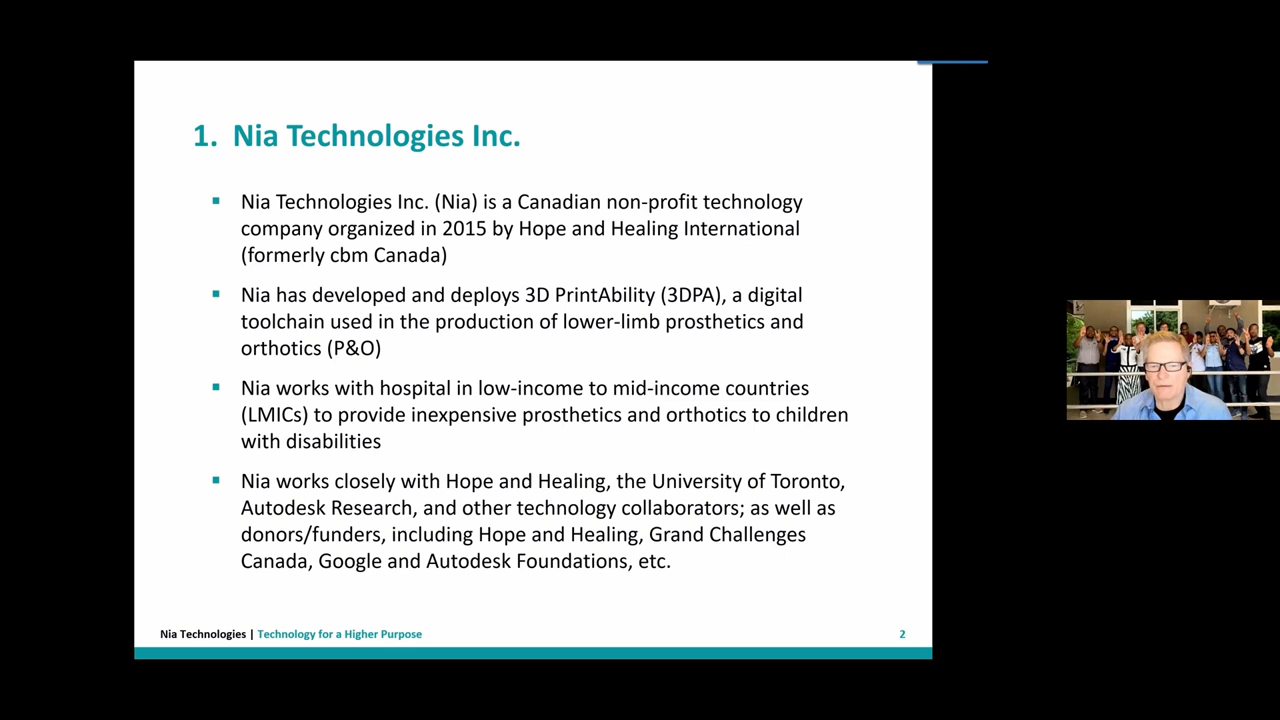 1. Nia Technologies Inc.
Nia Technologies Inc. (Nia) is a Canadian non-profit technology
company organized in 2015 by Hope and Healing International
(formerly cbm Canada)
Nia has developed and deploys 3D PrintAbility (3DPA), a digital
toolchain used in the production of lower-limb prosthetics and
orthotics (P&O)
Nia works with hospital in low-income to mid-income countries
(LMICs) to provide inexpensive prosthetics and orthotics to children
with disabilities
Nia works closely with Hope and Healing, the University of Toronto,
Autodesk Research, and other technology collaborators; as well as
donors/funders, including Hope and Healing, Grand Challenges
Canada, Google and Autodesk Foundations, etc.
Nia Technologies | Technology for a Higher Purpose 2